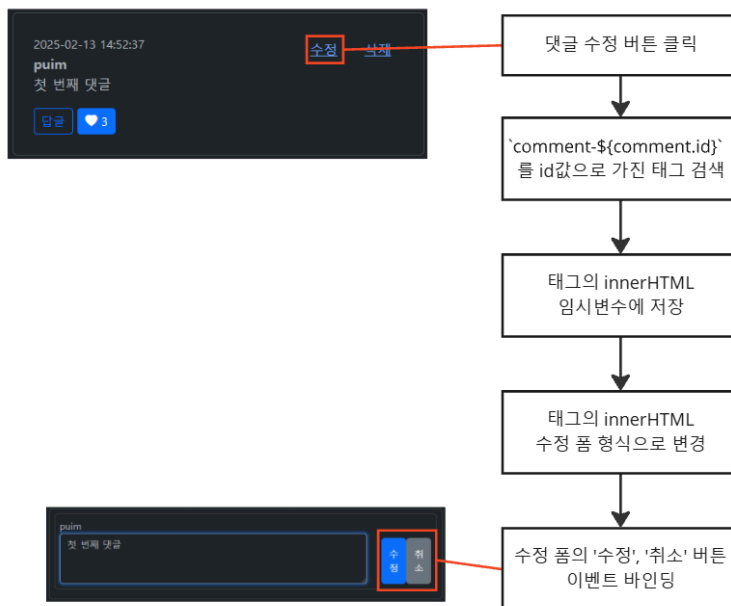 2025-02-13 14:52:37
수정
삭제
puim
첫 번째 댓글
답글
3
댓글 수정 버튼 클릭
`comment-${comment.id}`
를 id값으로 가진 태그 검색
태그의 innerHTML
임시변수에 저장
태그의 innerHTML
수정 폼 형식으로 변경
puim
첫 번째 댓글
수정
취소
수정 폼의 '수정', '취소' 버튼
이벤트 바인딩